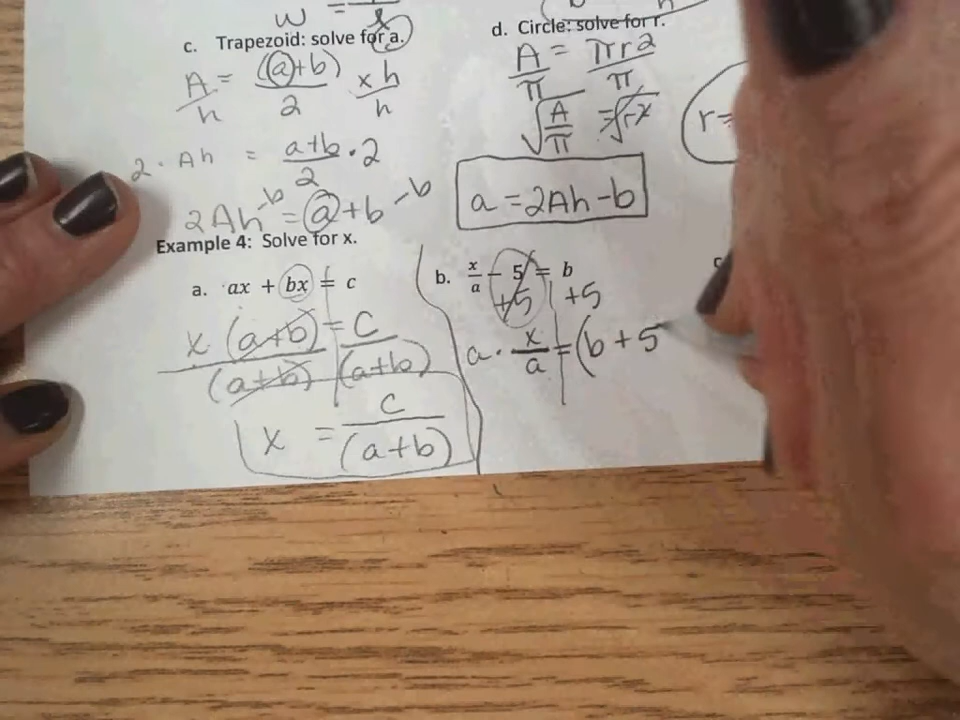 w =
c. Trapezoid: solve for a.
A/h = ((a)+b)/2 x h/h
2 · Ah = a+b/2 · 2
2Ah -b = a + b -b
d. Circle: solve for r.
A/π = πr2/π
√A/π = √r2
r=
a = 2Ah - b
Example 4: Solve for x.
a. ax + bx = c
x (a+b) = c
(a+b) (a+b)
x = c/(a+b)
b. x/a - 5 = b
+5 +5
a · x/a = (b + 5